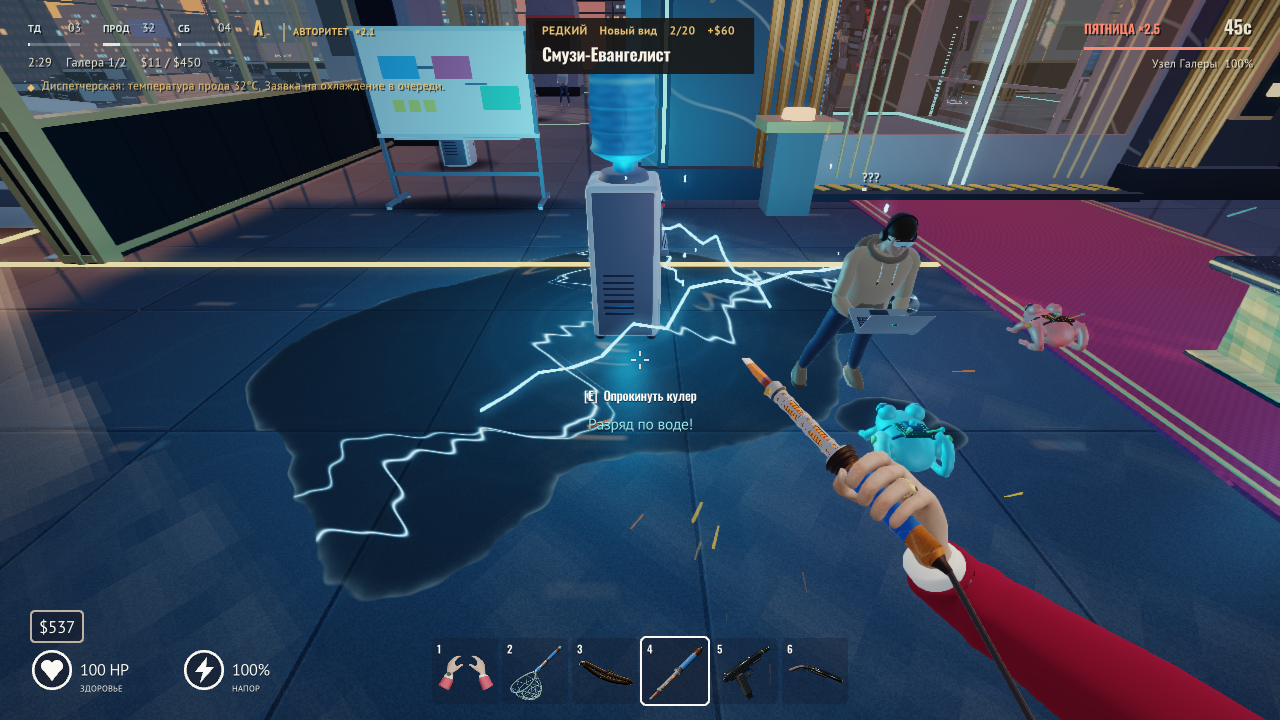 ТД 03 ПРОД 32 СБ 04 А АВТОРИТЕТ ×2.1
2:29 Галера 1/2 $11 / $450
Диспетчерская: температура прода 32°C. Заявка на охлаждение в очереди.
РЕДКИЙ Новый вид 2/20 +$60
Смузи-Евангелист
ПЯТНИЦА ×2.5 45с
Узел Галеры 100%
???
[E] Опрокинуть кулер
Разряд по воде!
$537
100 HP
ЗДОРОВЬЕ
100%
НАПОР
1 2 3 4 5 6